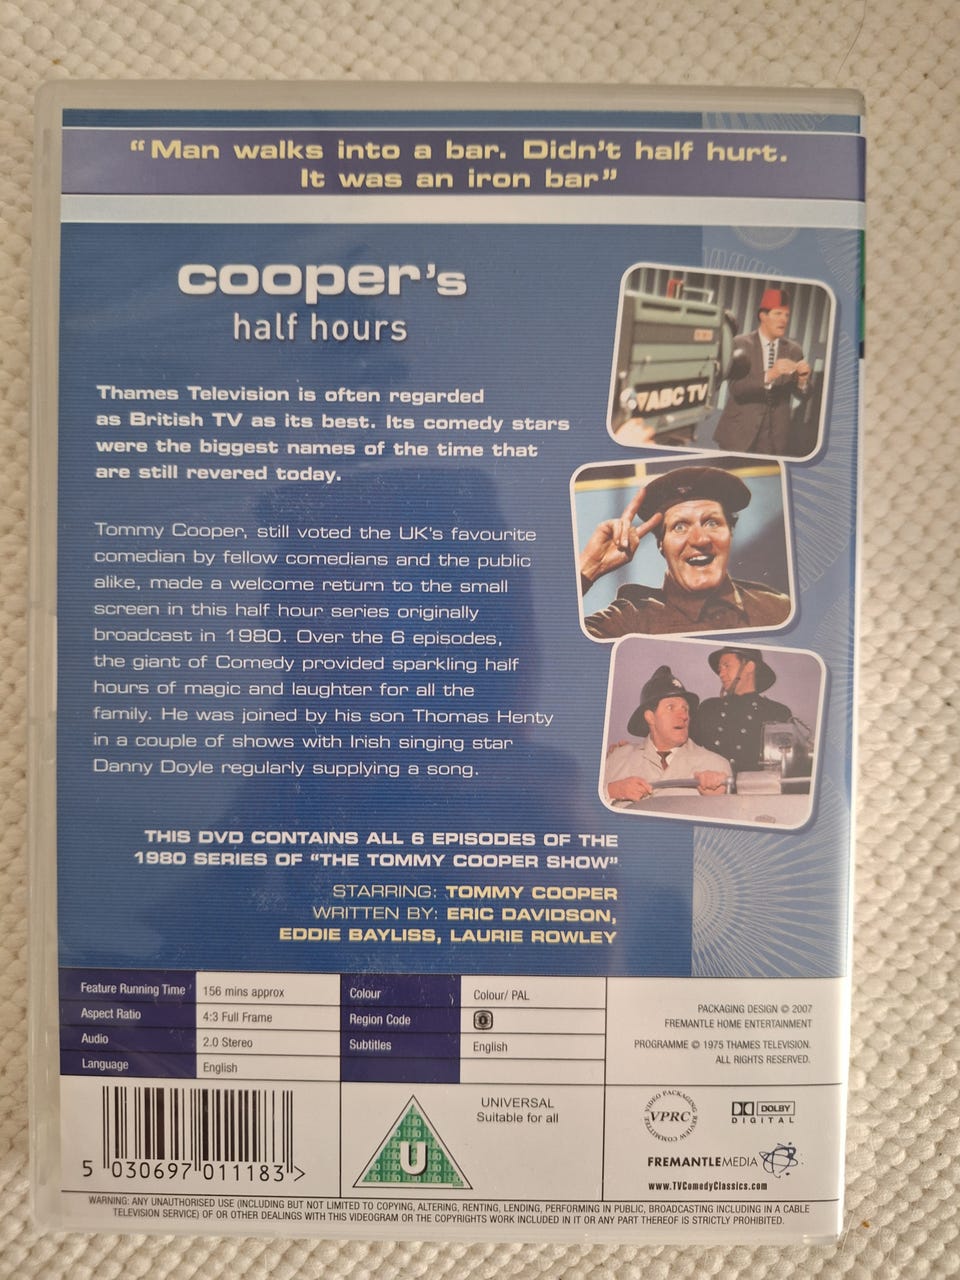 “Man walks into a bar. Didn’t half hurt.
It was an iron bar”
cooper’s
half hours
Thames Television is often regarded
as British TV as its best. Its comedy stars
were the biggest names of the time that
are still revered today.
ABC TV
Tommy Cooper, still voted the UK’s favourite
comedian by fellow comedians and the public
alike, made a welcome return to the small
screen in this half hour series originally
broadcast in 1980. Over the 6 episodes,
the giant of Comedy provided sparkling half
hours of magic and laughter for all the
family. He was joined by his son Thomas Henty
in a couple of shows with Irish singing star
Danny Doyle regularly supplying a song.
THIS DVD CONTAINS ALL 6 EPISODES OF THE
1980 SERIES OF “THE TOMMY COOPER SHOW”
STARRING: TOMMY COOPER
WRITTEN BY: ERIC DAVIDSON,
EDDIE BAYLISS, LAURIE ROWLEY
Feature Running Time 156 mins approx
Aspect Ratio 4:3 Full Frame
Audio 2.0 Stereo
Language English
Colour Colour/ PAL
Region Code 0
Subtitles English
PACKAGING DESIGN © 2007
FREMANTLE HOME ENTERTAINMENT
PROGRAMME © 1975 THAMES TELEVISION.
ALL RIGHTS RESERVED.
5 030697 011183 >
U
UNIVERSAL
Suitable for all
VIDEO PACKAGING REVIEW COMMITTEE
VPRC
DOLBY
DIGITAL
FREMANTLEMEDIA
www.TVComedyClassics.com
WARNING: ANY UNAUTHORISED USE (INCLUDING BUT NOT LIMITED TO COPYING, ALTERING, RENTING, LENDING, PERFORMING IN PUBLIC, BROADCASTING INCLUDING IN A CABLE
TELEVISION SERVICE) OF OR OTHER DEALINGS WITH THIS VIDEOGRAM OR THE COPYRIGHTS WORK INCLUDED IN IT OR ANY PART THEREOF IS STRICTLY PROHIBITED.